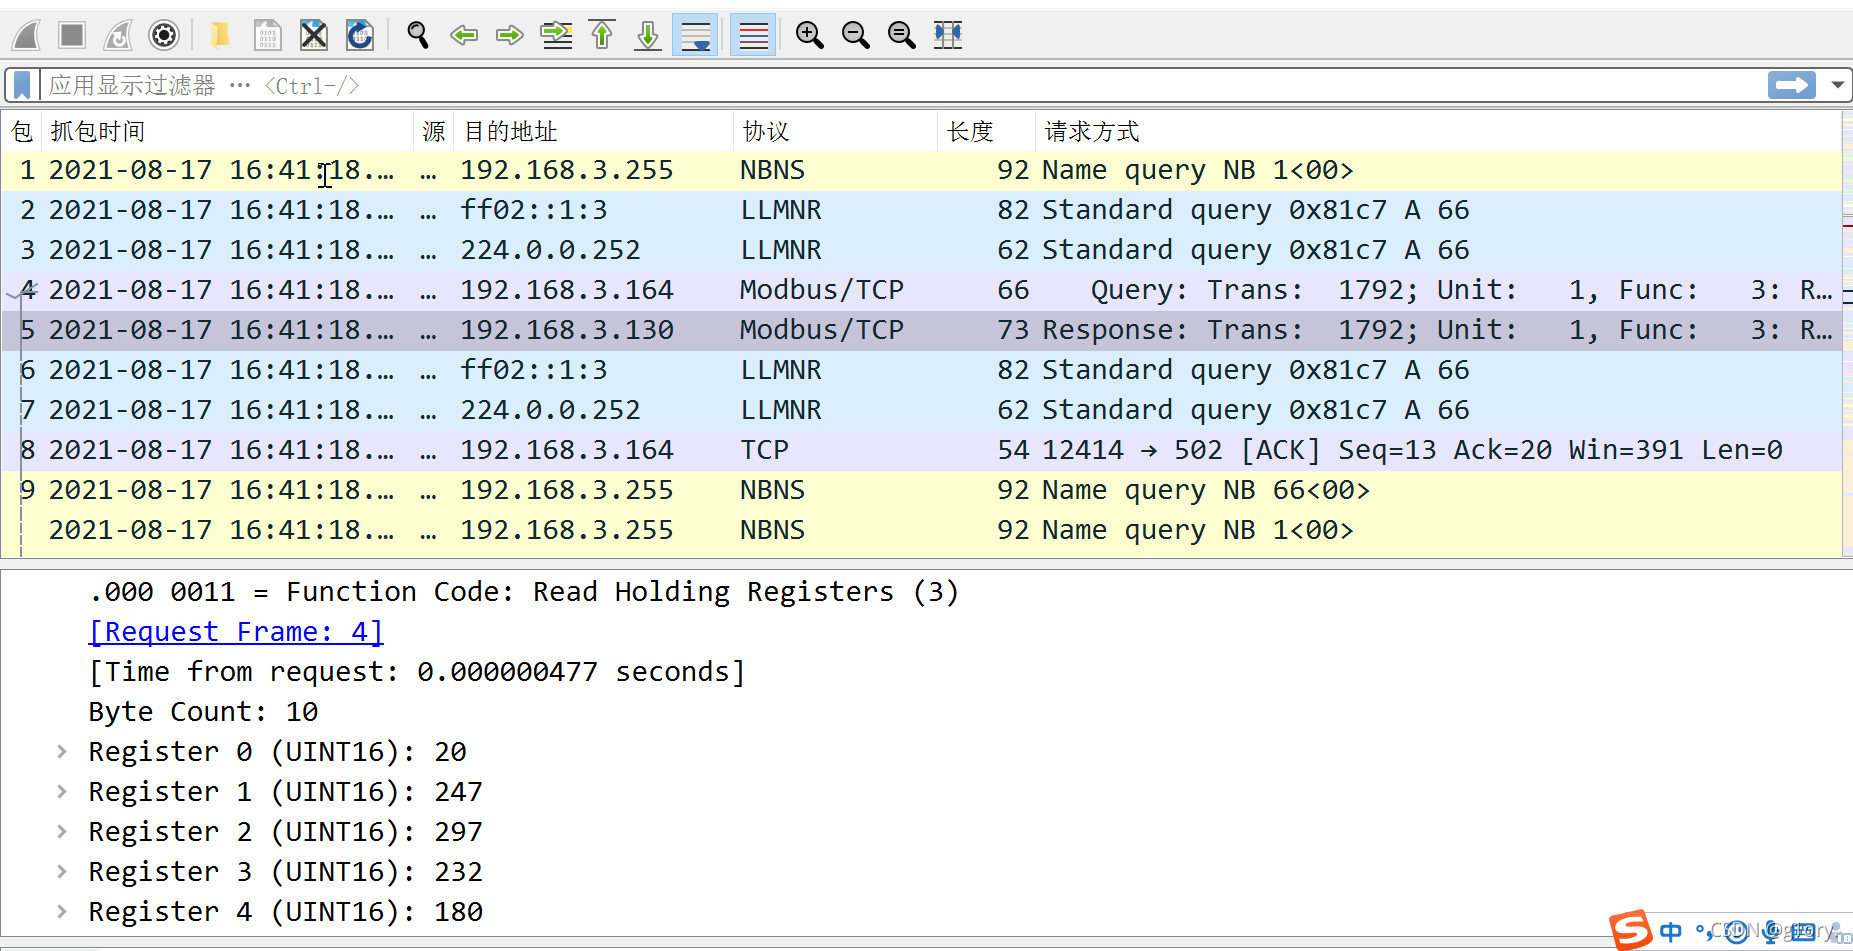 应用显示过滤器 … <Ctrl-/>
包 抓包时间 源 目的地址 协议 长度 请求方式
1 2021-08-17 16:41:18.… … 192.168.3.255 NBNS 92 Name query NB 1<00>
2 2021-08-17 16:41:18.… … ff02::1:3 LLMNR 82 Standard query 0x81c7 A 66
3 2021-08-17 16:41:18.… … 224.0.0.252 LLMNR 62 Standard query 0x81c7 A 66
4 2021-08-17 16:41:18.… … 192.168.3.164 Modbus/TCP 66 Query: Trans: 1792; Unit: 1, Func: 3: R…
5 2021-08-17 16:41:18.… … 192.168.3.130 Modbus/TCP 73 Response: Trans: 1792; Unit: 1, Func: 3: R…
6 2021-08-17 16:41:18.… … ff02::1:3 LLMNR 82 Standard query 0x81c7 A 66
7 2021-08-17 16:41:18.… … 224.0.0.252 LLMNR 62 Standard query 0x81c7 A 66
8 2021-08-17 16:41:18.… … 192.168.3.164 TCP 54 12414 → 502 [ACK] Seq=13 Ack=20 Win=391 Len=0
9 2021-08-17 16:41:18.… … 192.168.3.255 NBNS 92 Name query NB 66<00>
2021-08-17 16:41:18.… … 192.168.3.255 NBNS 92 Name query NB 1<00>
.000 0011 = Function Code: Read Holding Registers (3)
[Request Frame: 4]
[Time from request: 0.000000477 seconds]
Byte Count: 10
Register 0 (UINT16): 20
Register 1 (UINT16): 247
Register 2 (UINT16): 297
Register 3 (UINT16): 232
Register 4 (UINT16): 180
S 中 CSDN